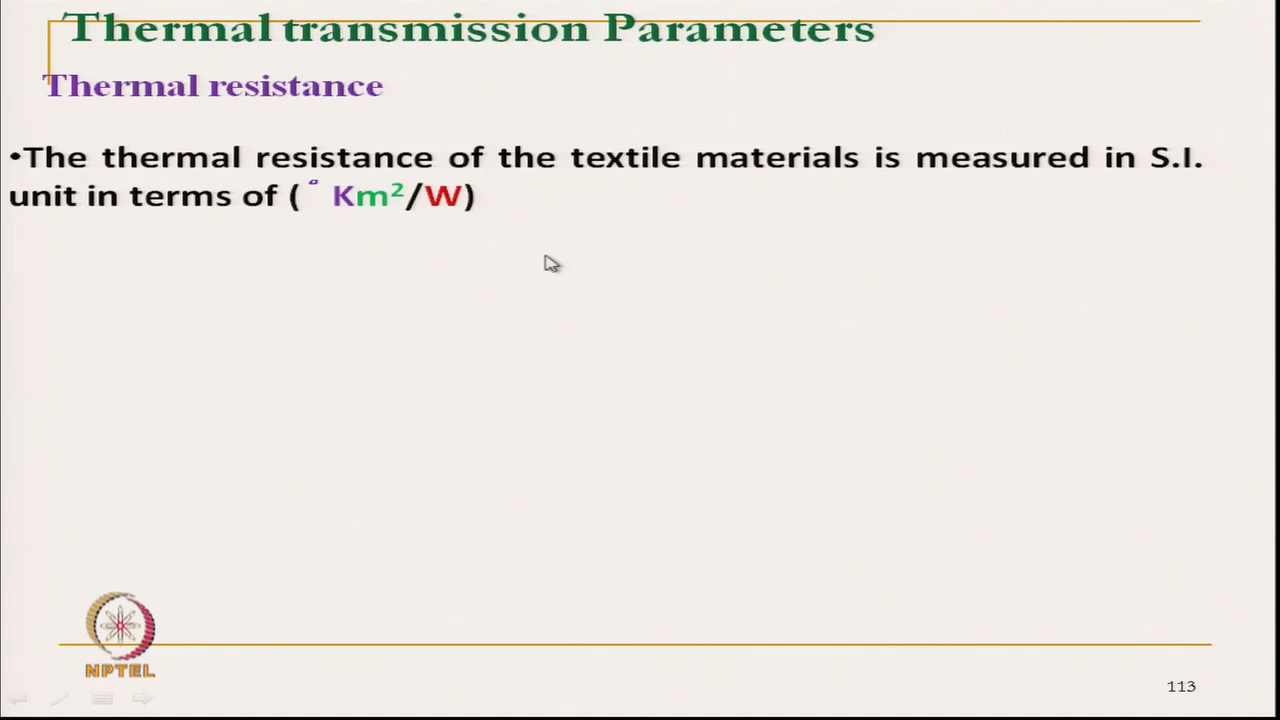 Thermal transmission Parameters
Thermal resistance
•The thermal resistance of the textile materials is measured in S.I.
unit in terms of ( ° Km²/W)
NPTEL
113